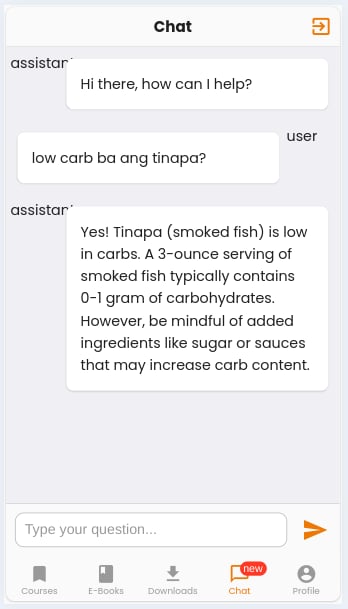 Chat
assistant
Hi there, how can I help?
user
low carb ba ang tinapa?
assistant
Yes! Tinapa (smoked fish) is low
in carbs. A 3-ounce serving of
smoked fish typically contains
0-1 gram of carbohydrates.
However, be mindful of added
ingredients like sugar or sauces
that may increase carb content.
Type your question...
new
Courses
E-Books
Downloads
Chat
Profile